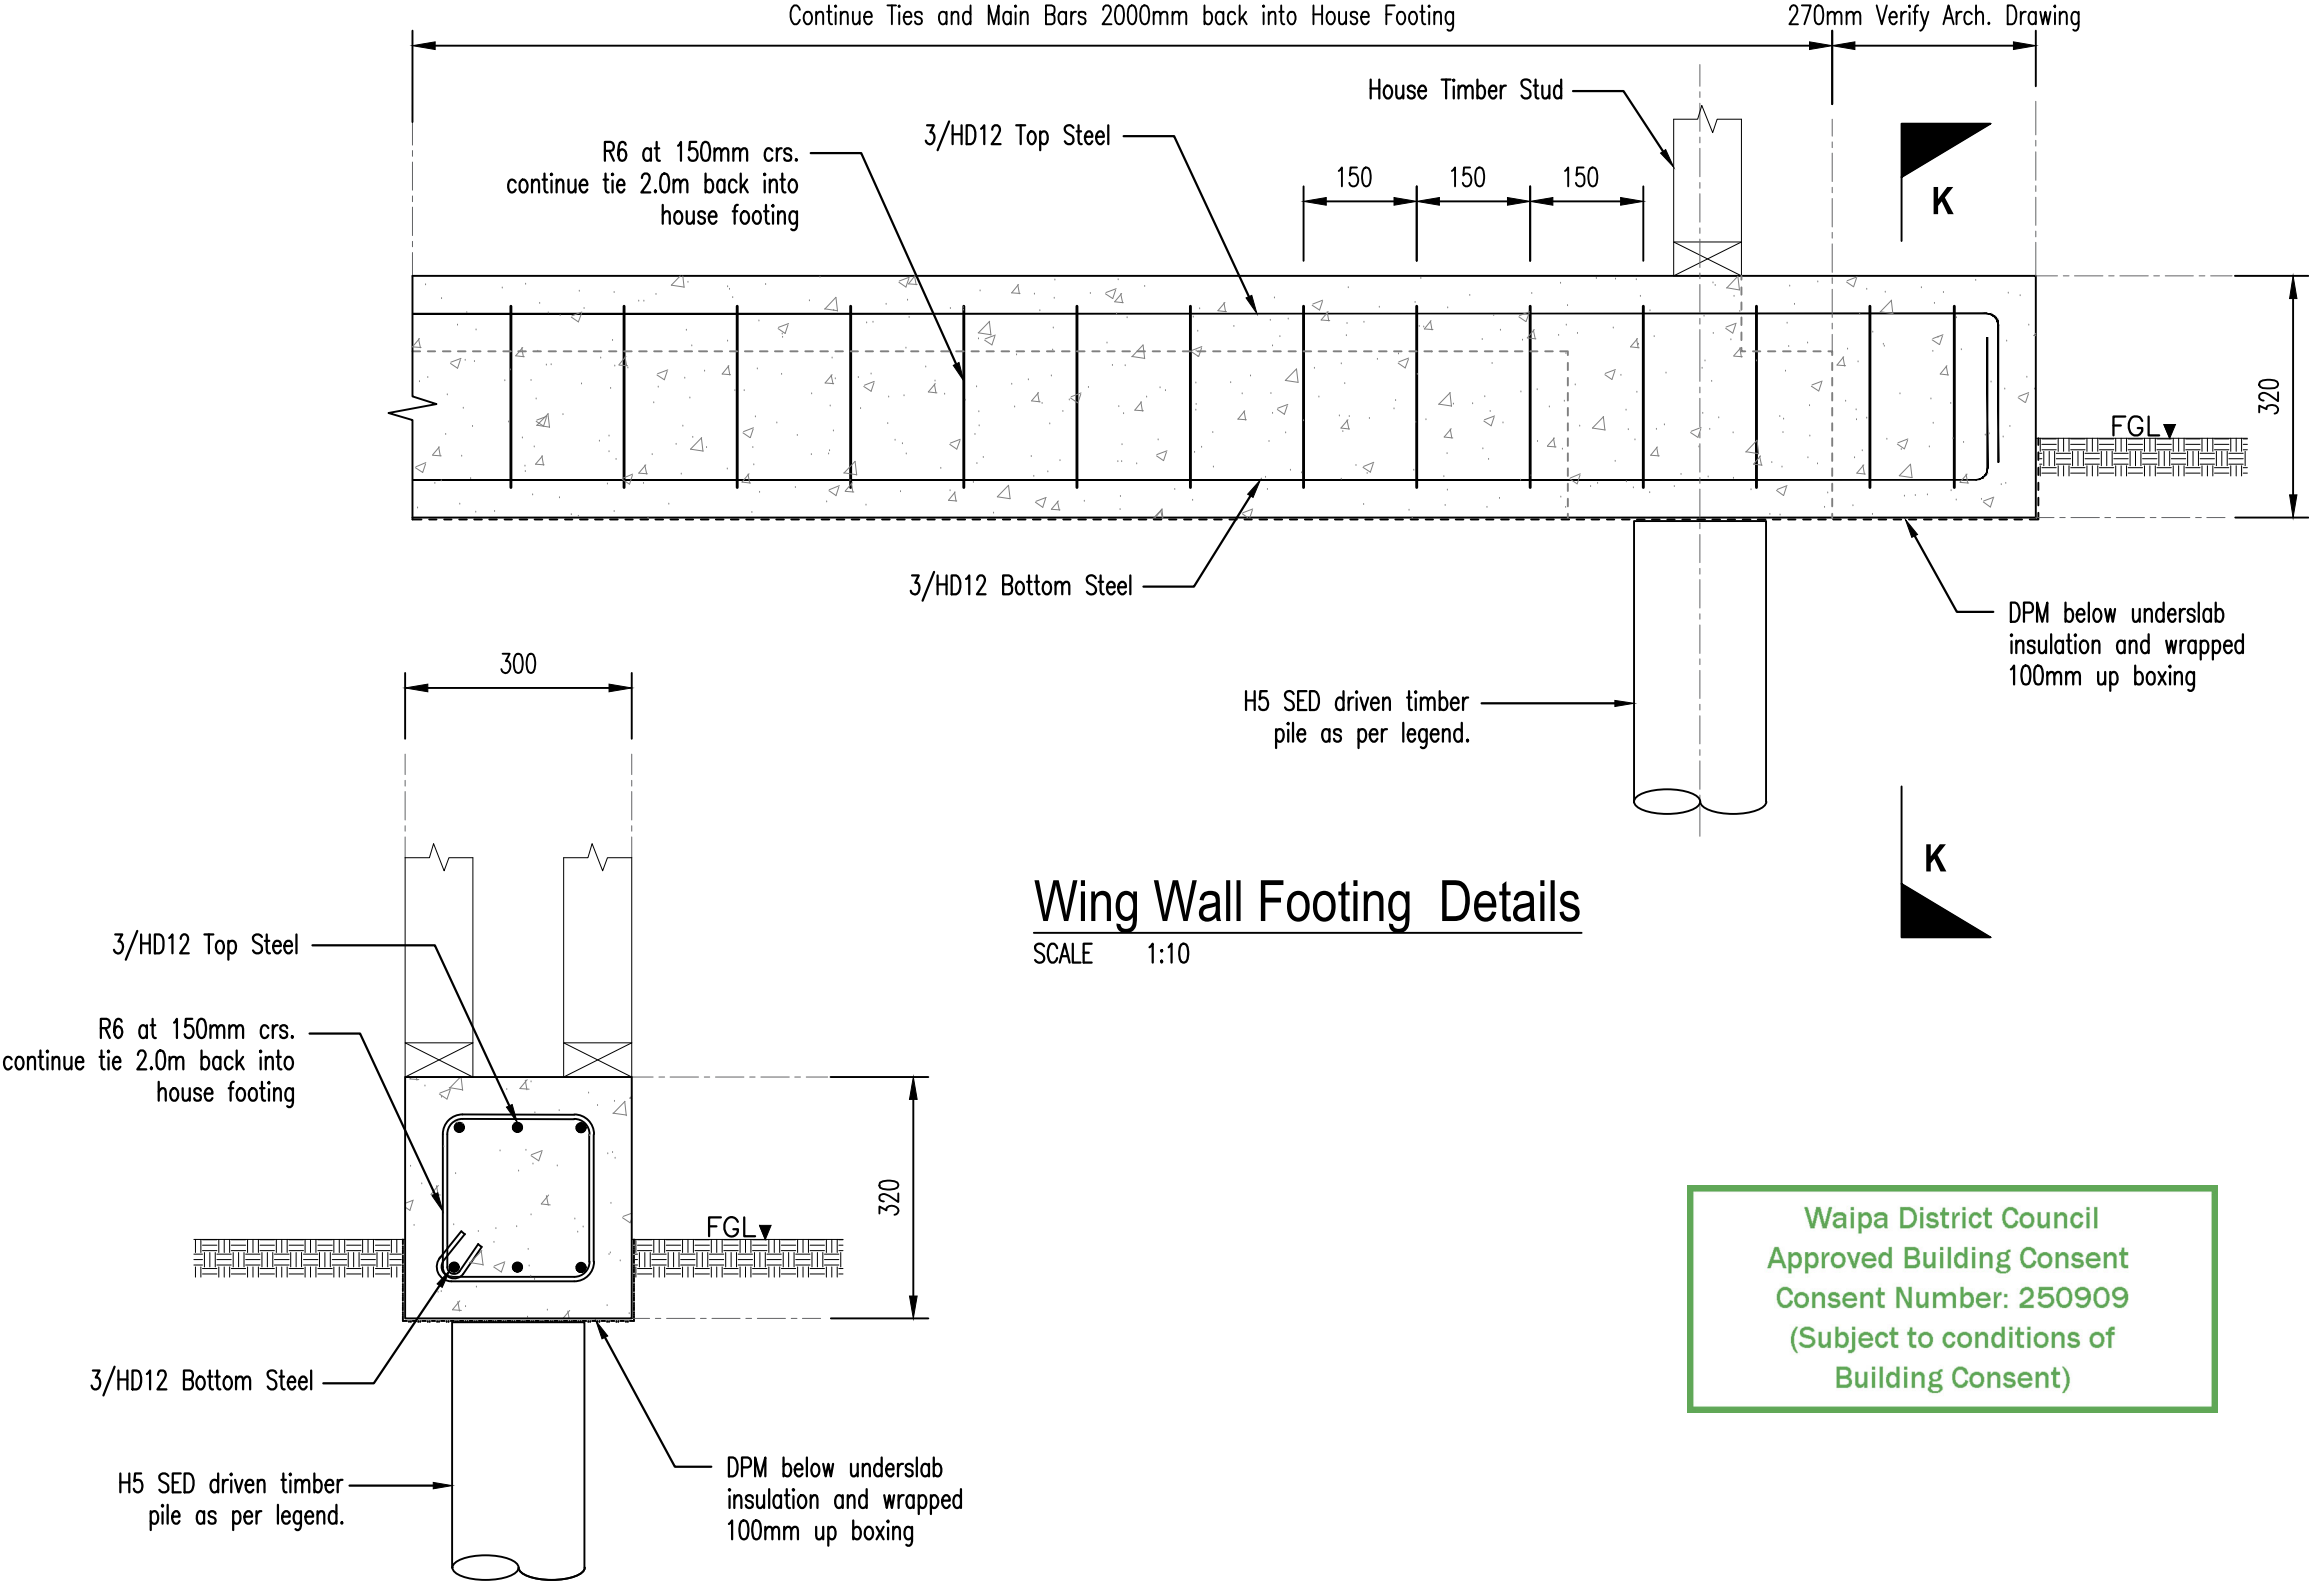 Continue Ties and Main Bars 2000mm back into House Footing
270mm Verify Arch. Drawing
House Timber Stud
3/HD12 Top Steel
R6 at 150mm crs.
continue tie 2.0m back into
house footing
150
150
150
K
320
FGL
3/HD12 Bottom Steel
DPM below underslab
insulation and wrapped
100mm up boxing
H5 SED driven timber
pile as per legend.
K
Wing Wall Footing Details
SCALE 1:10
300
3/HD12 Top Steel
R6 at 150mm crs.
continue tie 2.0m back into
house footing
320
FGL
3/HD12 Bottom Steel
H5 SED driven timber
pile as per legend.
DPM below underslab
insulation and wrapped
100mm up boxing
Waipa District Council
Approved Building Consent
Consent Number: 250909
(Subject to conditions of
Building Consent)